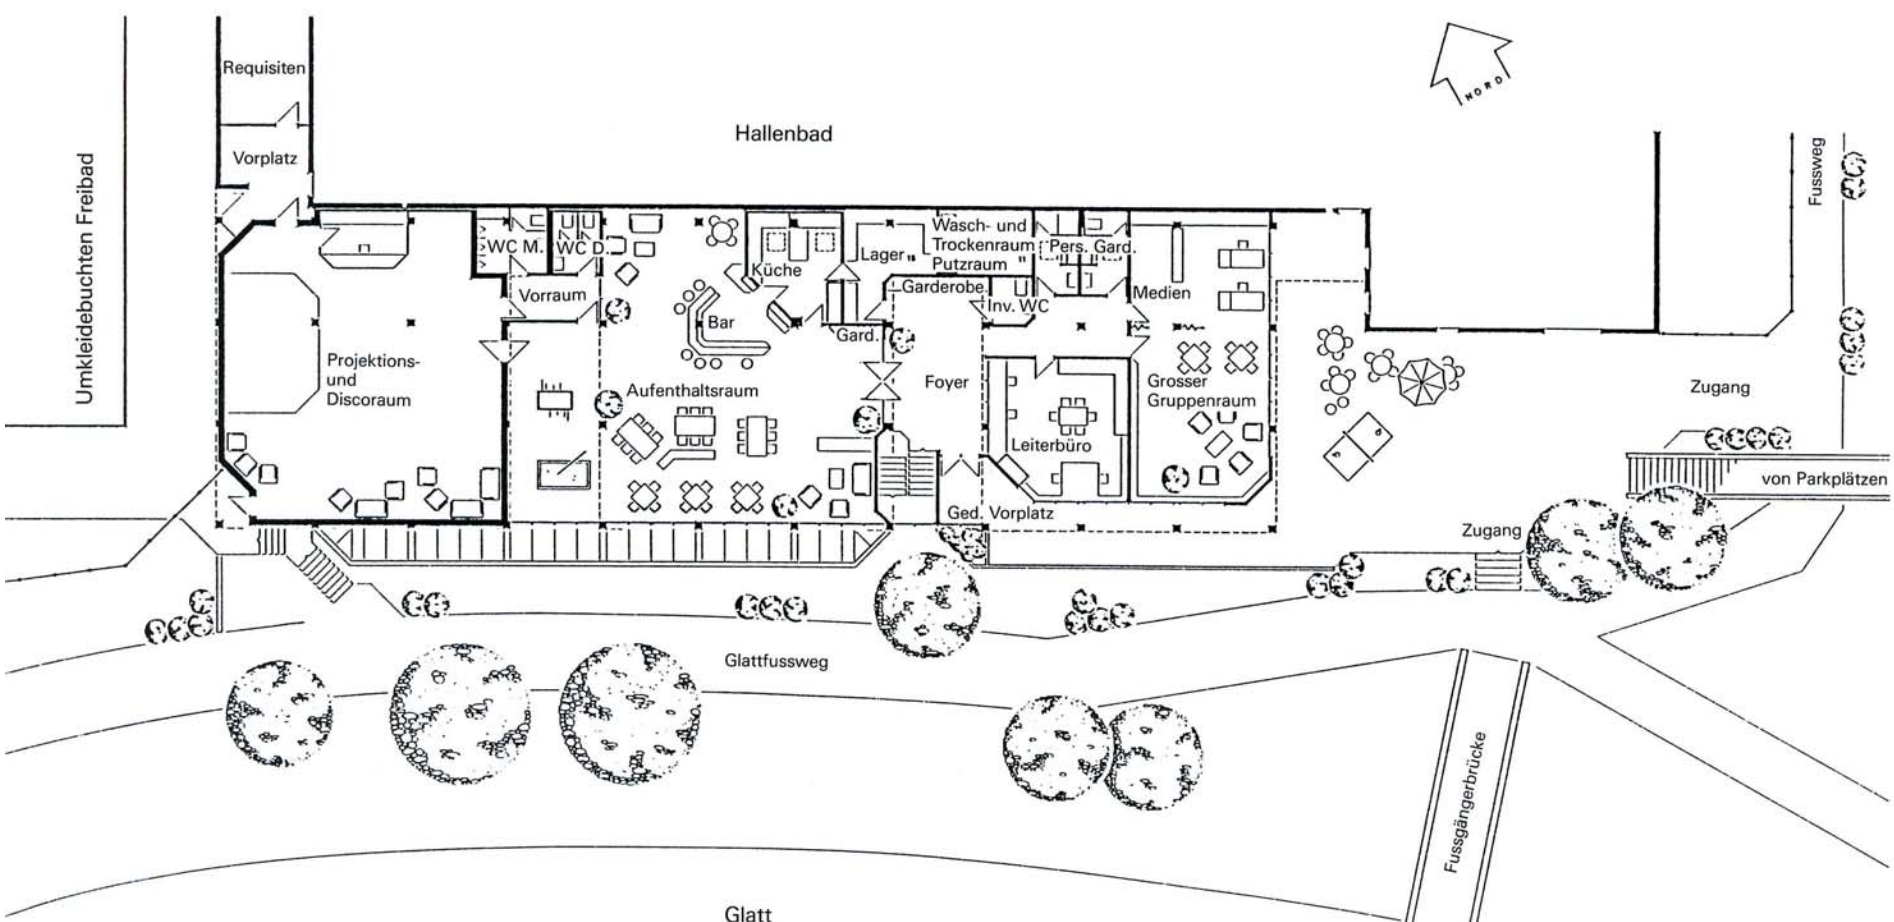 Requisiten
NORD
Hallenbad
Vorplatz
Umkleidebuchten Freibad
Fussweg
WC M.
WC D.
Küche
Lager
Wasch- und
Trockenraum
Putzraum
Pers. Gard.
Garderobe
Inv. WC
Medien
Vorraum
Bar
Gard.
Projektions-
und
Discoraum
Aufenthaltsraum
Foyer
Grosser
Gruppenraum
Zugang
Leiterbüro
von Parkplätzen
Ged. Vorplatz
Zugang
Glattfussweg
Fussgängerbrücke
Glatt